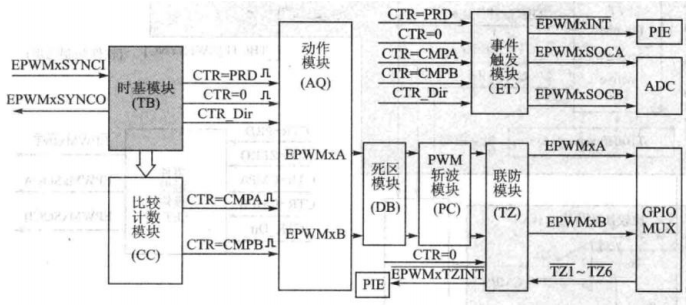 EPWMxSYNCI
EPWMxSYNCO
时基模块
(TB)
CTR=PRD
CTR=0
CTR_Dir
比较
计数
模块
(CC)
CTR=CMPA
CTR=CMPB
动作
模块
(AQ)
EPWMxA
EPWMxB
死区
模块
(DB)
PWM
斩波
模块
(PC)
CTR=PRD
CTR=0
CTR=CMPA
CTR=CMPB
CTR_Dir
事件
触发
模块
(ET)
EPWMxINT
EPWMxSOCA
EPWMxSOCB
PIE
ADC
联防
模块
(TZ)
EPWMxA
EPWMxB
TZ1~TZ6
GPIO
MUX
CTR=0
EPWMxTZINT
PIE